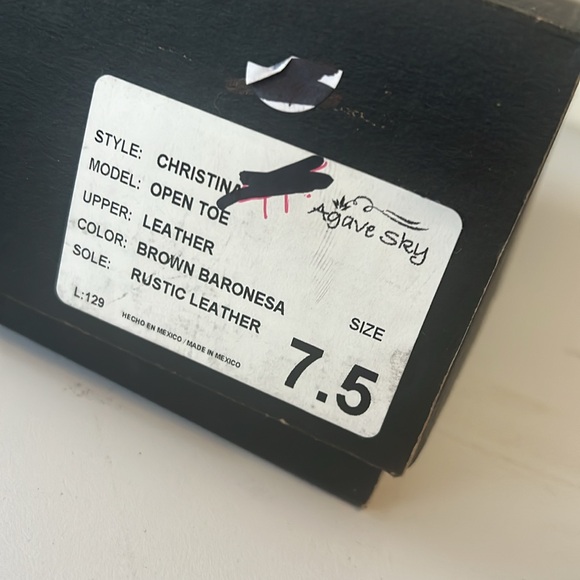 STYLE: CHRISTINA
MODEL: OPEN TOE
Agave Sky
UPPER: LEATHER
COLOR: BROWN BARONESA
SOLE: RUSTIC LEATHER
L:129
HECHO EN MEXICO / MADE IN MEXICO
SIZE
7.5